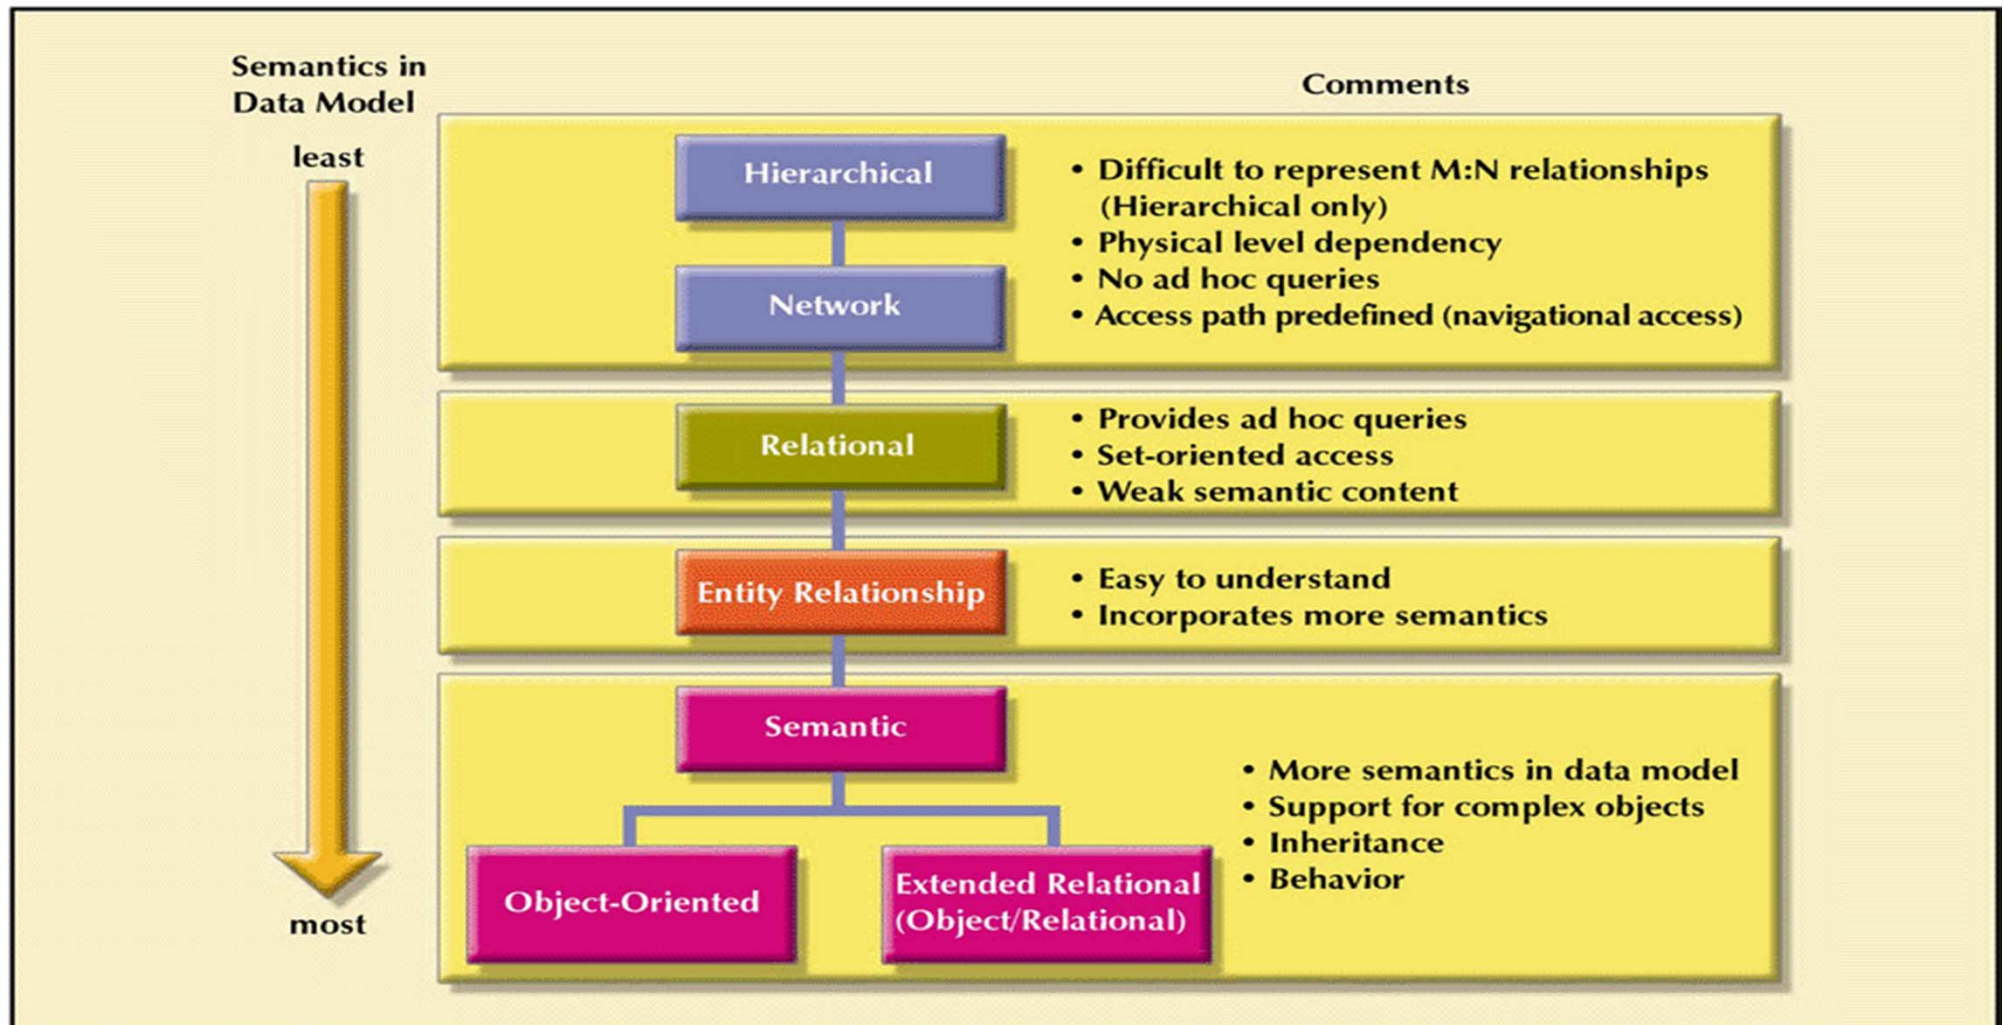 Semantics in
Data Model
least
most
Comments
Hierarchical
Network
• Difficult to represent M:N relationships
(Hierarchical only)
• Physical level dependency
• No ad hoc queries
• Access path predefined (navigational access)
Relational
• Provides ad hoc queries
• Set-oriented access
• Weak semantic content
Entity Relationship
• Easy to understand
• Incorporates more semantics
Semantic
Object-Oriented
Extended Relational
(Object/Relational)
• More semantics in data model
• Support for complex objects
• Inheritance
• Behavior